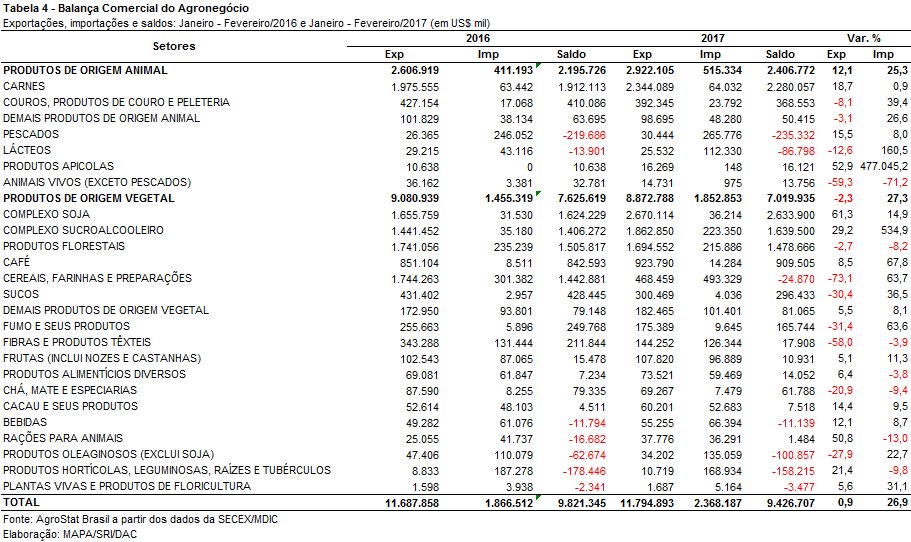 Tabela 4 - Balança Comercial do Agronegócio
Exportações, importações e saldos: Janeiro - Fevereiro/2016 e Janeiro - Fevereiro/2017 (em US$ mil)
Setores 2016 2017 Var. %
Exp Imp Saldo Exp Imp Saldo Exp Imp
PRODUTOS DE ORIGEM ANIMAL 2.606.919 411.193 2.195.726 2.922.105 515.334 2.406.772 12,1 25,3
CARNES 1.975.555 63.442 1.912.113 2.344.089 64.032 2.280.057 18,7 0,9
COUROS, PRODUTOS DE COURO E PELETERIA 427.154 17.068 410.086 392.345 23.792 368.553 -8,1 39,4
DEMAIS PRODUTOS DE ORIGEM ANIMAL 101.829 38.134 63.695 98.695 48.280 50.415 -3,1 26,6
PESCADOS 26.365 246.052 -219.686 30.444 265.776 -235.332 15,5 8,0
LÁCTEOS 29.215 43.116 -13.901 25.532 112.330 -86.798 -12,6 160,5
PRODUTOS APICOLAS 10.638 0 10.638 16.269 148 16.121 52,9 477.045,2
ANIMAIS VIVOS (EXCETO PESCADOS) 36.162 3.381 32.781 14.731 975 13.756 -59,3 -71,2
PRODUTOS DE ORIGEM VEGETAL 9.080.939 1.455.319 7.625.619 8.872.788 1.852.853 7.019.935 -2,3 27,3
COMPLEXO SOJA 1.655.759 31.530 1.624.229 2.670.114 36.214 2.633.900 61,3 14,9
COMPLEXO SUCROALCOOLEIRO 1.441.452 35.180 1.406.272 1.862.850 223.350 1.639.500 29,2 534,9
PRODUTOS FLORESTAIS 1.741.056 235.239 1.505.817 1.694.552 215.886 1.478.666 -2,7 -8,2
CAFÉ 851.104 8.511 842.593 923.790 14.284 909.505 8,5 67,8
CEREAIS, FARINHAS E PREPARAÇÕES 1.744.263 301.382 1.442.881 468.459 493.329 -24.870 -73,1 63,7
SUCOS 431.402 2.957 428.445 300.469 4.036 296.433 -30,4 36,5
DEMAIS PRODUTOS DE ORIGEM VEGETAL 172.950 93.801 79.148 182.465 101.401 81.065 5,5 8,1
FUMO E SEUS PRODUTOS 255.663 5.896 249.768 175.389 9.645 165.744 -31,4 63,6
FIBRAS E PRODUTOS TÊXTEIS 343.288 131.444 211.844 144.252 126.344 17.908 -58,0 -3,9
FRUTAS (INCLUI NOZES E CASTANHAS) 102.543 87.065 15.478 107.820 96.889 10.931 5,1 11,3
PRODUTOS ALIMENTÍCIOS DIVERSOS 69.081 61.847 7.234 73.521 59.469 14.052 6,4 -3,8
CHÁ, MATE E ESPECIARIAS 87.590 8.255 79.335 69.267 7.479 61.788 -20,9 -9,4
CACAU E SEUS PRODUTOS 52.614 48.103 4.511 60.201 52.683 7.518 14,4 9,5
BEBIDAS 49.282 61.076 -11.794 55.255 66.394 -11.139 12,1 8,7
RAÇÕES PARA ANIMAIS 25.055 41.737 -16.682 37.776 36.291 1.484 50,8 -13,0
PRODUTOS OLEAGINOSOS (EXCLUI SOJA) 47.406 110.079 -62.674 34.202 135.059 -100.857 -27,9 22,7
PRODUTOS HORTÍCOLAS, LEGUMINOSAS, RAÍZES E TUBÉRCULOS 8.833 187.278 -178.446 10.719 168.934 -158.215 21,4 -9,8
PLANTAS VIVAS E PRODUTOS DE FLORICULTURA 1.598 3.938 -2.341 1.687 5.164 -3.477 5,6 31,1
TOTAL 11.687.858 1.866.512 9.821.345 11.794.893 2.368.187 9.426.707 0,9 26,9
Fonte: AgroStat Brasil a partir dos dados da SECEX/MDIC
Elaboração: MAPA/SRI/DAC